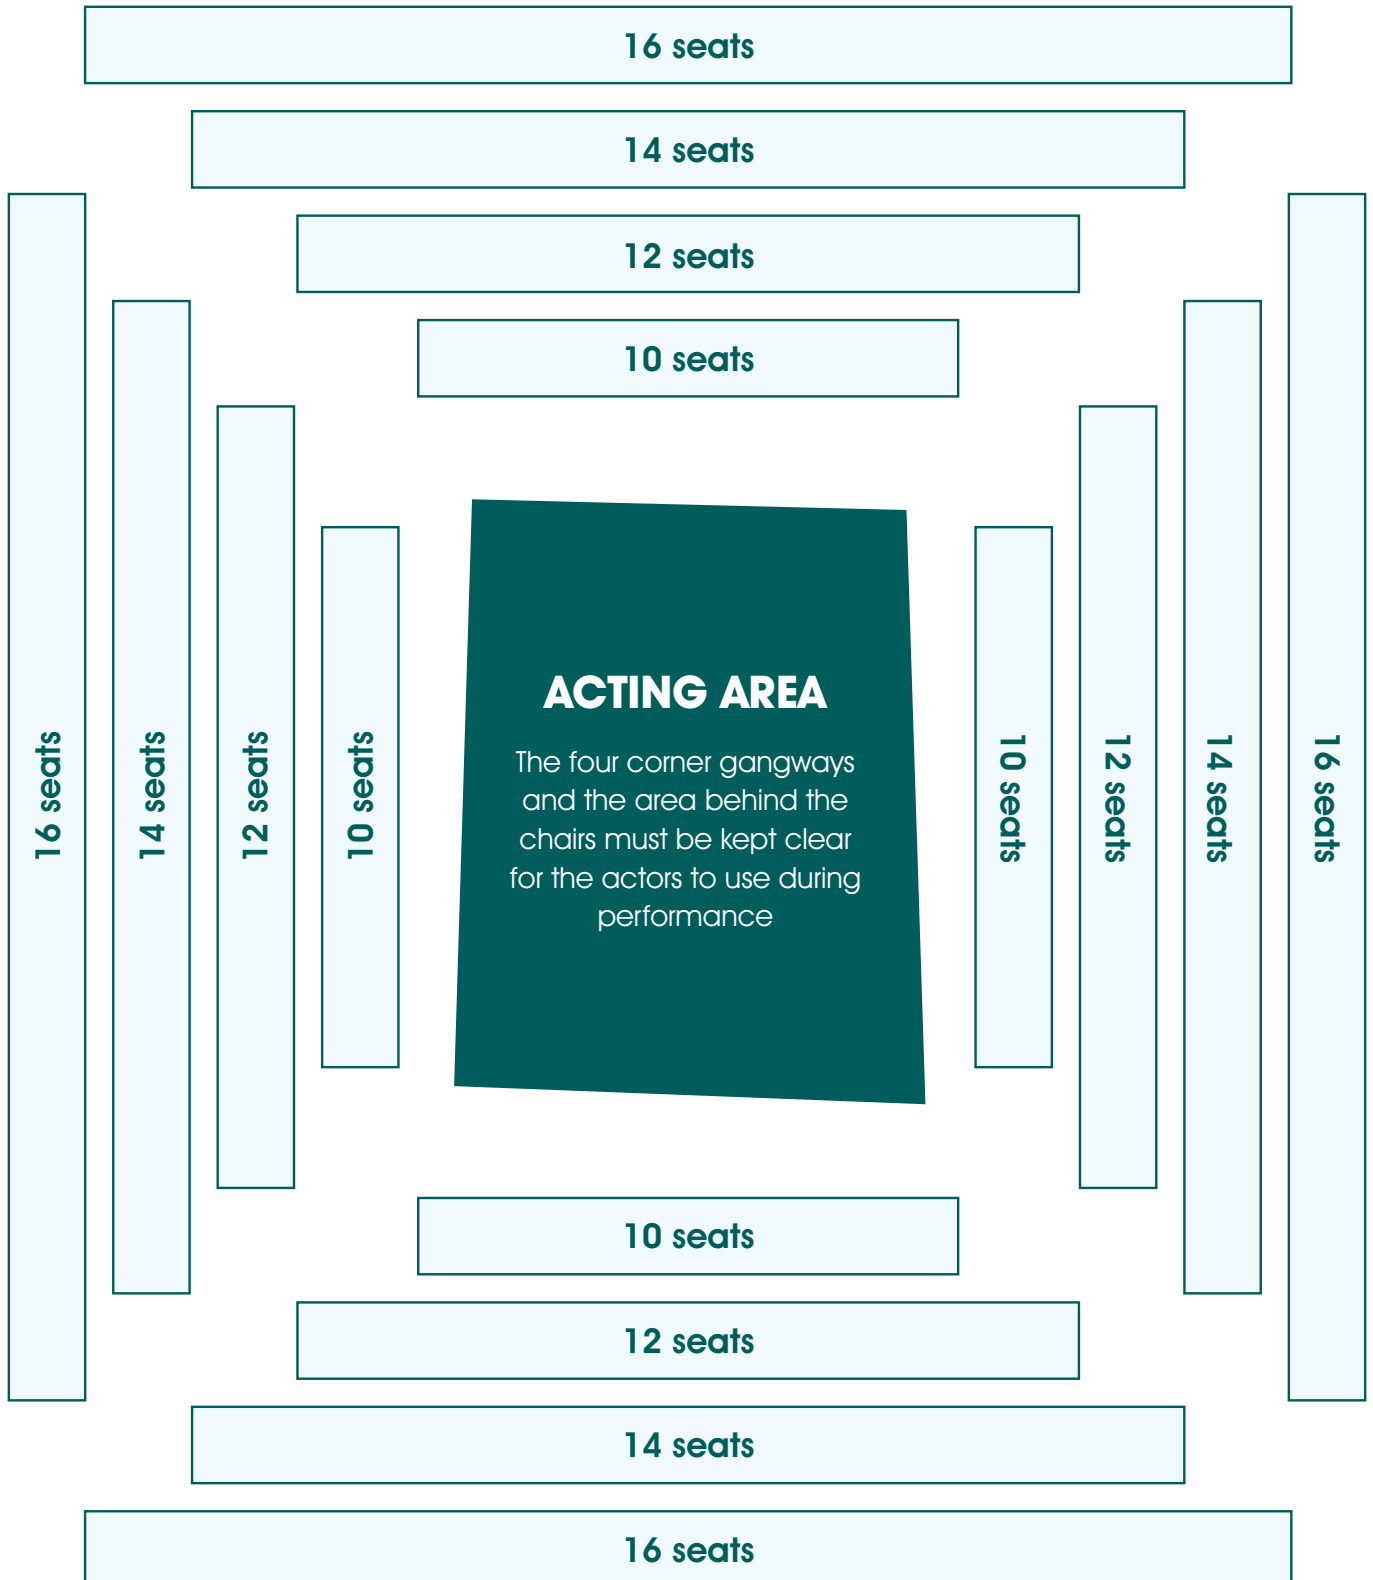 16 seats
14 seats
12 seats
10 seats
16 seats
14 seats
12 seats
10 seats
ACTING AREA
The four corner gangways
and the area behind the
chairs must be kept clear
for the actors to use during
performance
10 seats
12 seats
14 seats
16 seats
10 seats
12 seats
14 seats
16 seats